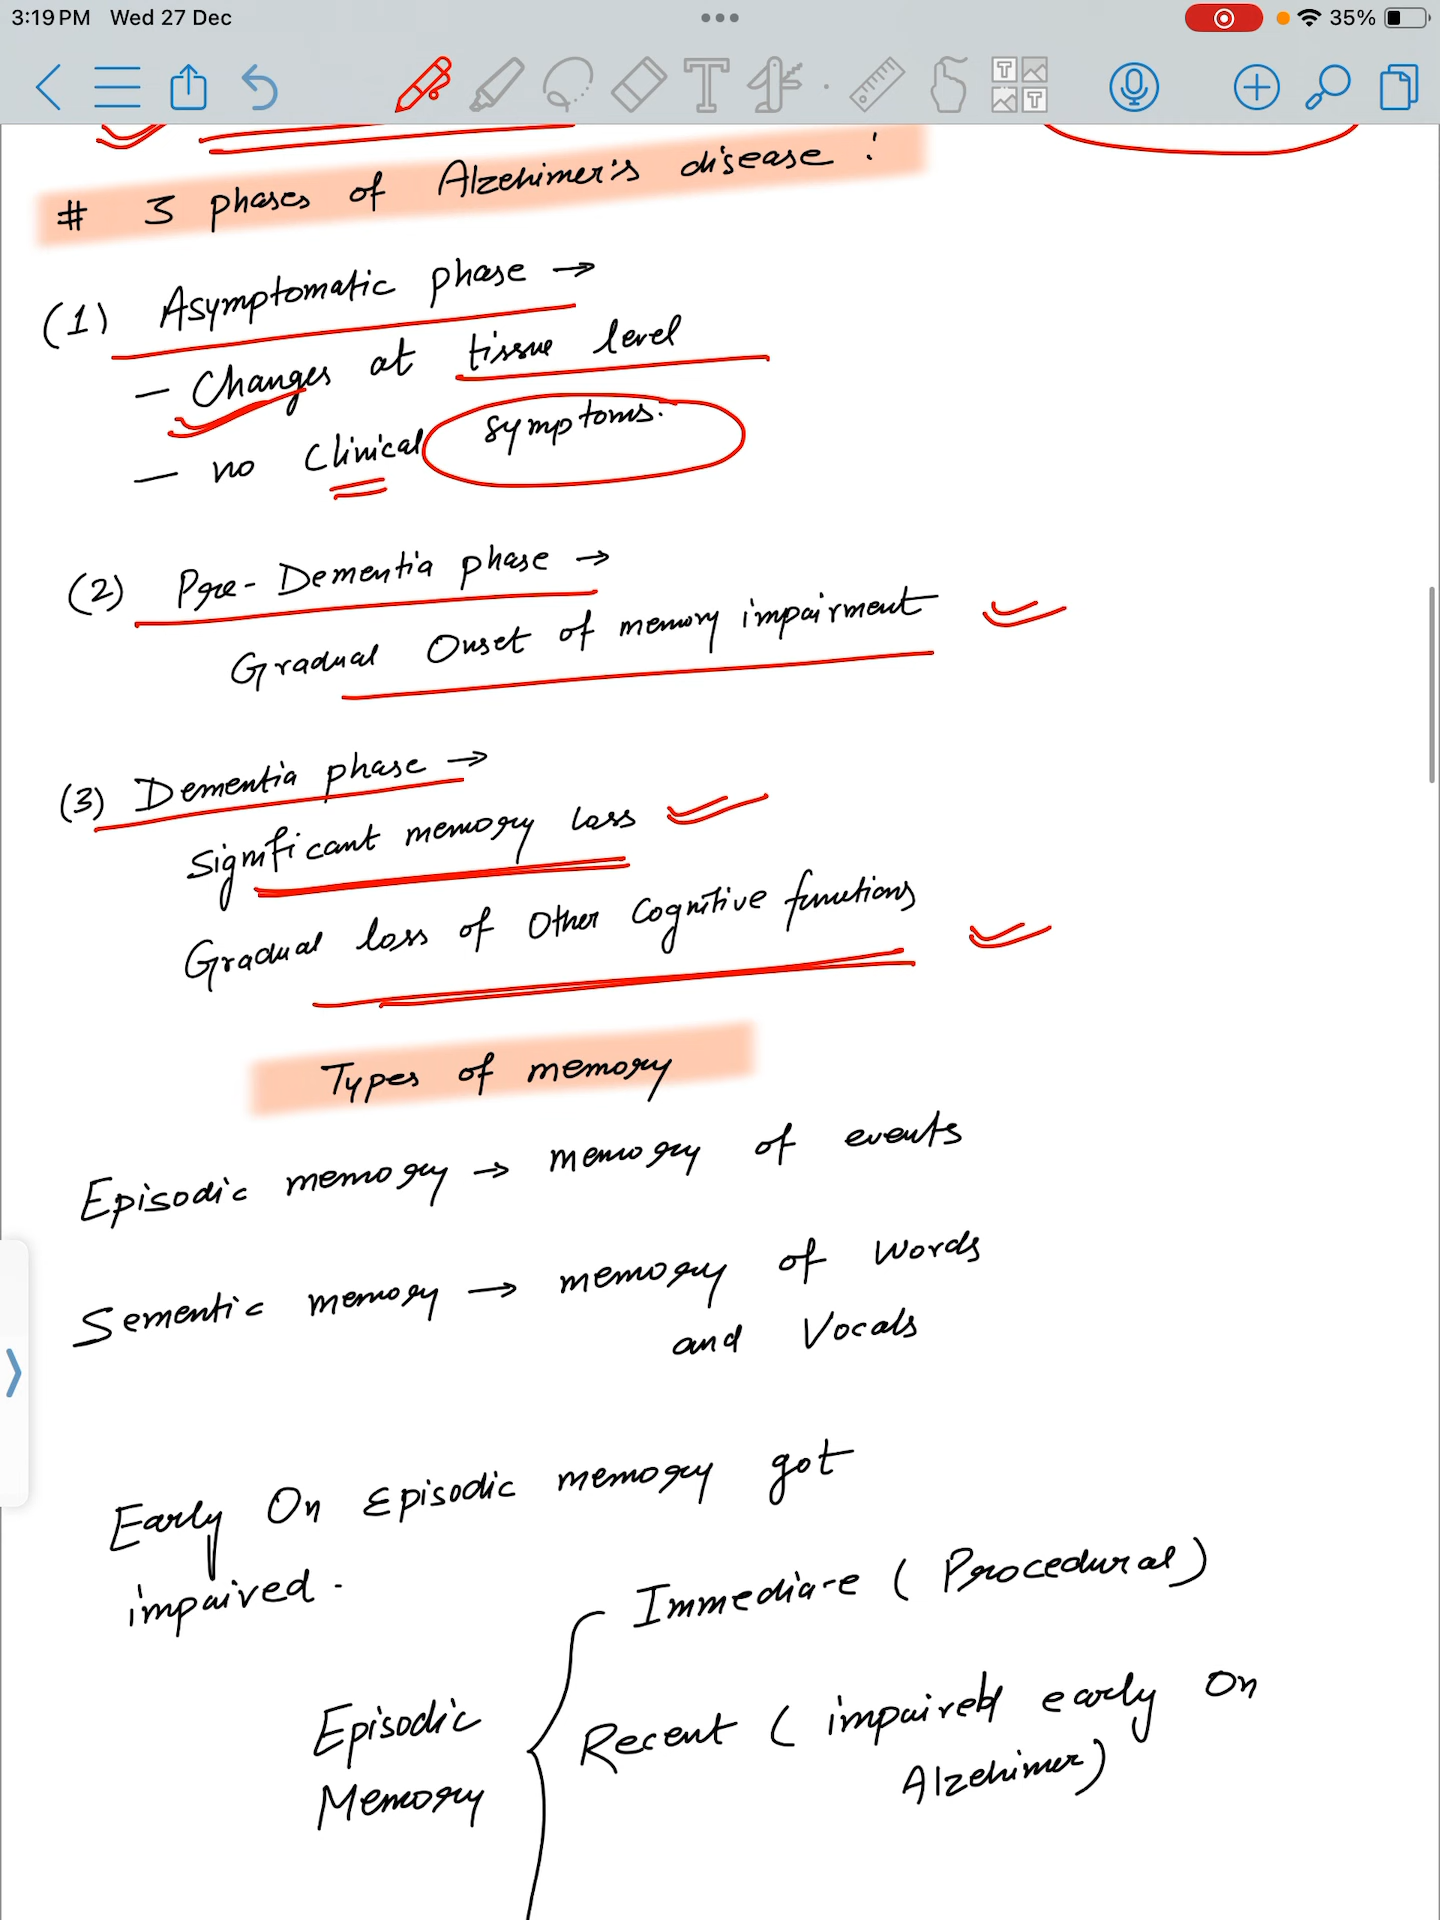 3:19 PM Wed 27 Dec
35%
# 3 phases of Alzehimer's disease :
(1) Asymptomatic phase →
— Changes at tissue level
— no Clinical symptoms.
(2) Pre-Dementia phase →
Gradual Onset of memory impairment
(3) Dementia phase →
Significant memory loss
Gradual loss of Other Cognitive functions
Types of memory
Episodic memory → memory of events
Sementic memory → memory of words
and Vocals
Early On Episodic memory got
impaired.
Immediate (Procedural)
Episodic
Memory
Recent (impaired early On
Alzehimer)